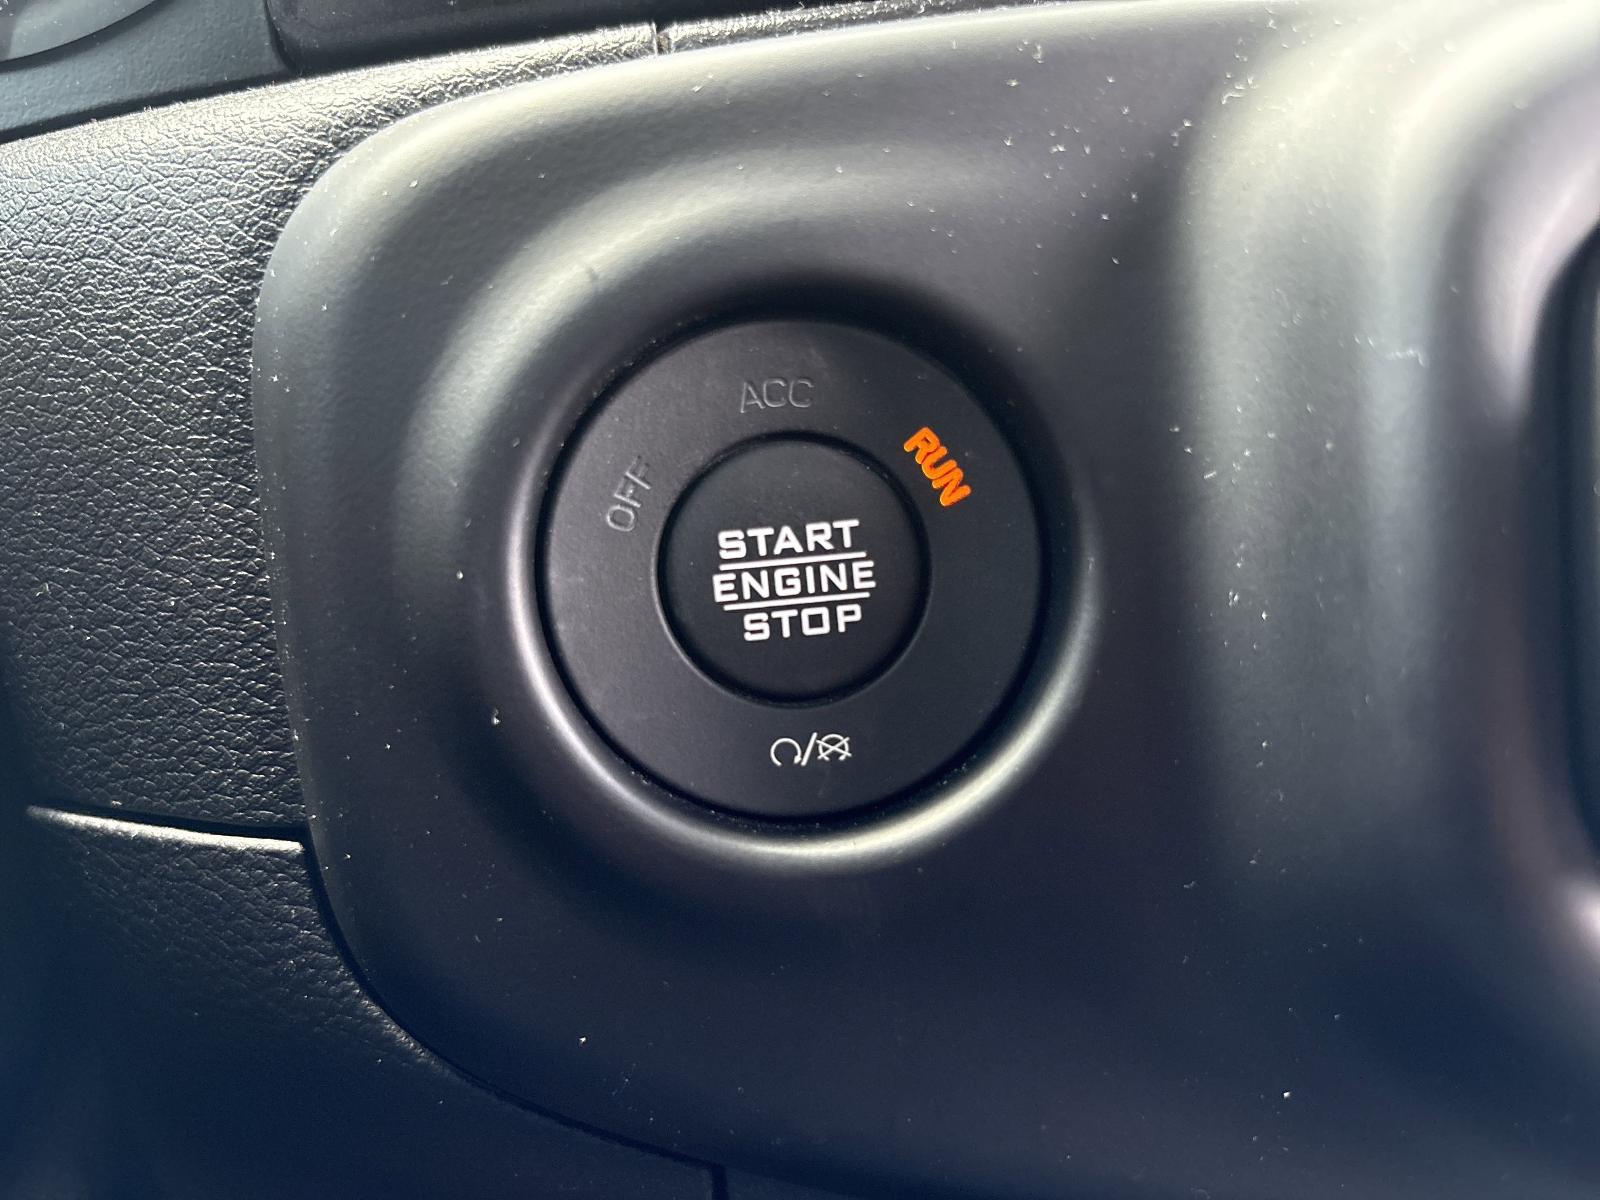 ACC
RUN
OFF
START
ENGINE
STOP